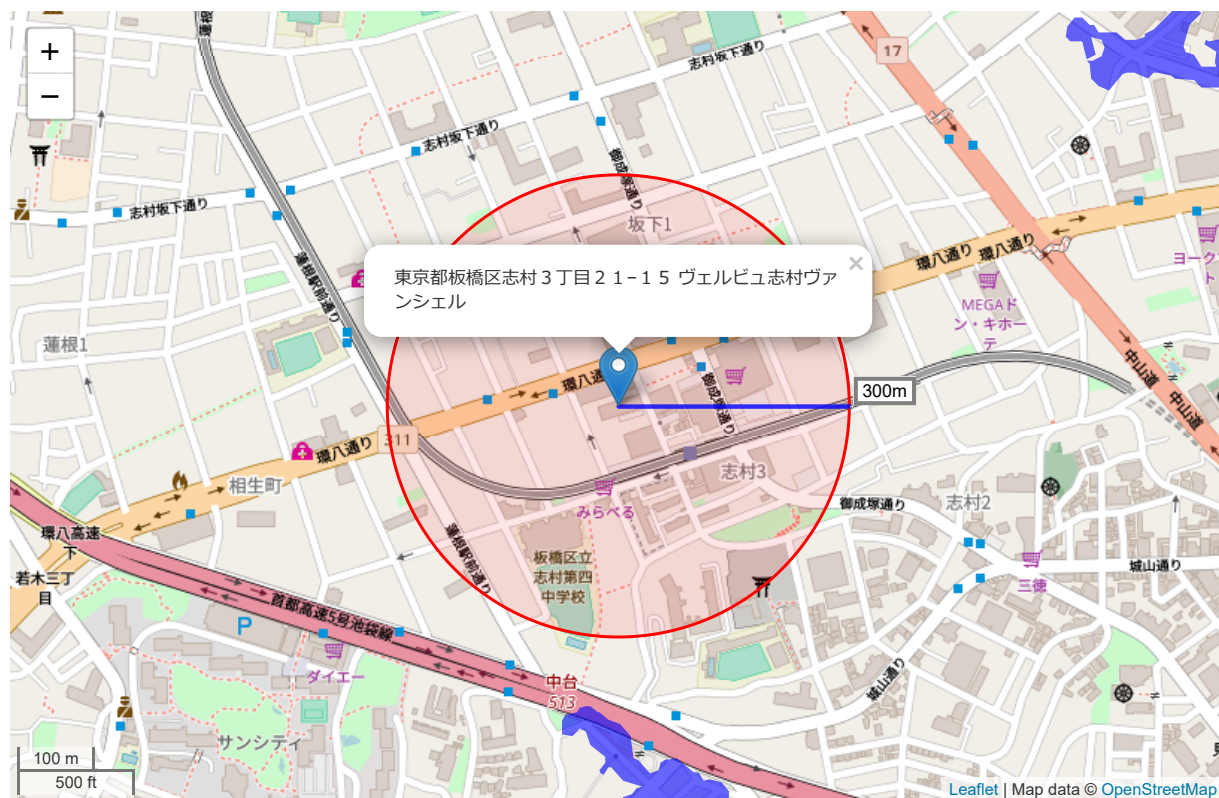 +
−
蓮根
17
志村坂下通り
志村坂下通り
御成塚通り
志村坂下通り
坂下1
環八通り
環八通り
ヨーク
ト
東京都板橋区志村３丁目２１−１５ ヴェルビュ志村ヴァ
ンシェル
×
蓮根駅前通り
MEGAド
ン・キホー
テ
蓮根1
中山道
環八
御成塚通り
300m
中山道
311
環八通り
志村3
相生町
みらべる
御成塚通り
志村2
蓮根駅前通り
環八高速
下
板橋区立
志村第四
中学校
城山通り
若木三丁
目
三徳
首都高速5号池袋線
P
ダイエー
中台
513
城山通り
サンシティ
100 m
500 ft
Leaflet | Map data © OpenStreetMap